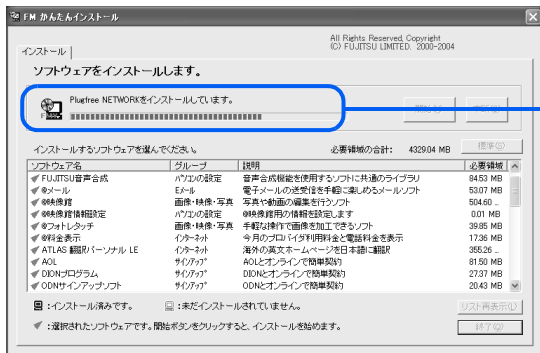 FM かんたんインストール
All Rights Reserved, Copyright
(C) FUJITSU LIMITED. 2000-2004
インストール
ソフトウェアをインストールします。
Plugfree NETWORKをインストールしています。
インストールするソフトウェアを選んでください。 必要領域の合計: 4329.04 MB 標準(S)
ソフトウェア名 グループ 説明 必要領域
FUJITSU音声合成 パソコンの設定 音声合成機能を使用するソフトに共通のライブラリ 84.53 MB
@メール Eメール 電子メールの送受信を手軽に楽しめるメールソフト 53.07 MB
@映像館 画像・映像・写真 写真や動画の編集を行うソフト 504.60 ...
@映像館情報設定 パソコンの設定 @映像館用の情報を設定します 0.01 MB
@フォトレタッチ 画像・映像・写真 手軽な操作で画像を加工できるソフト 39.85 MB
@料金表示 インターネット 今月のプロバイダ利用料金と電話料金を表示 17.36 MB
ATLAS 翻訳パーソナル LE インターネット 海外の英文ホームページを日本語に翻訳 355.26 ...
AOL サインアップ AOLとオンラインで簡単契約 81.50 MB
DIONプログラム サインアップ DIONとオンラインで簡単契約 27.37 MB
ODNサインアップソフト サインアップ ODNとオンラインで簡単契約 20.43 MB
:インストール済みです。 :未だインストールされていません。 リスト再表示(L)
:選択されたソフトウェアです。開始ボタンをクリックすると、インストールを始めます。 終了(Q)